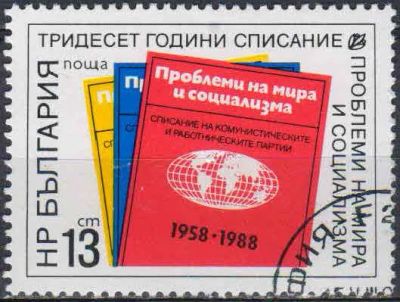 ТРИДЕСЕТ ГОДИНИ СПИСАНИЕ
ПРОБЛЕМИ НА МИРА
И СОЦИАЛИЗМА
поща
НР БЪЛГАРИЯ
13 ст
Проблеми на мира
и социализма
СПИСАНИЕ НА КОМУНИСТИЧЕСКИТЕ
И РАБОТНИЧЕСКИТЕ ПАРТИИ
1958·1988